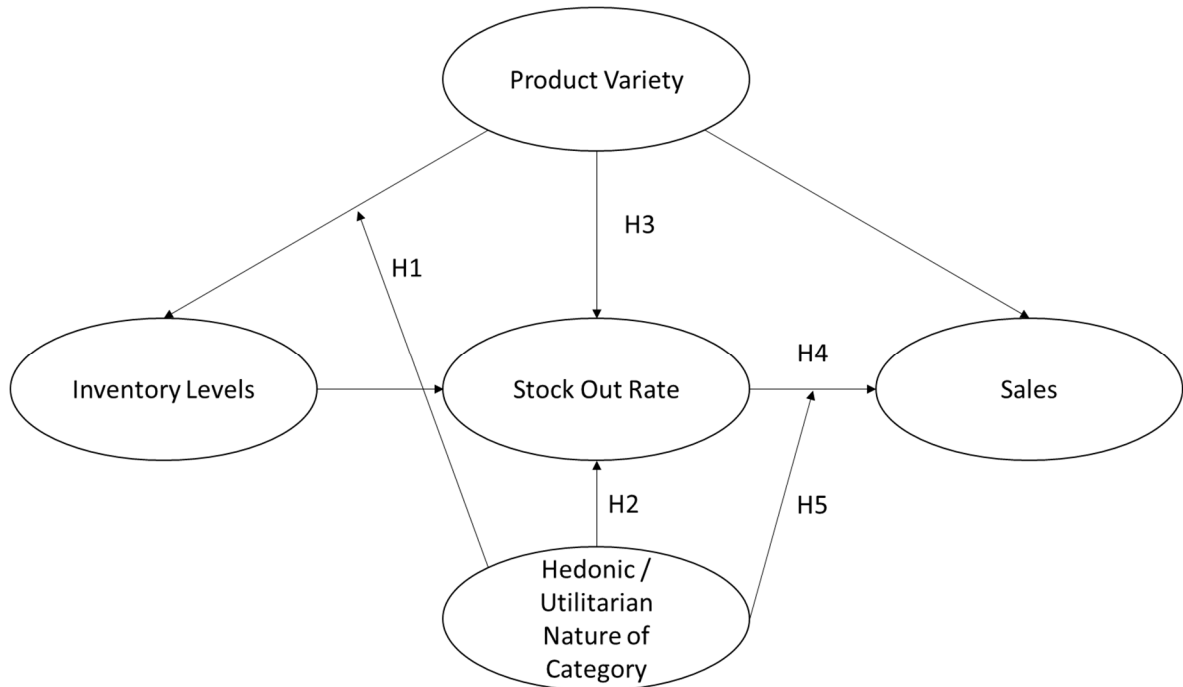 Product Variety
H3
H1
H4
Inventory Levels
Stock Out Rate
Sales
H2
H5
Hedonic /
Utilitarian
Nature of
Category